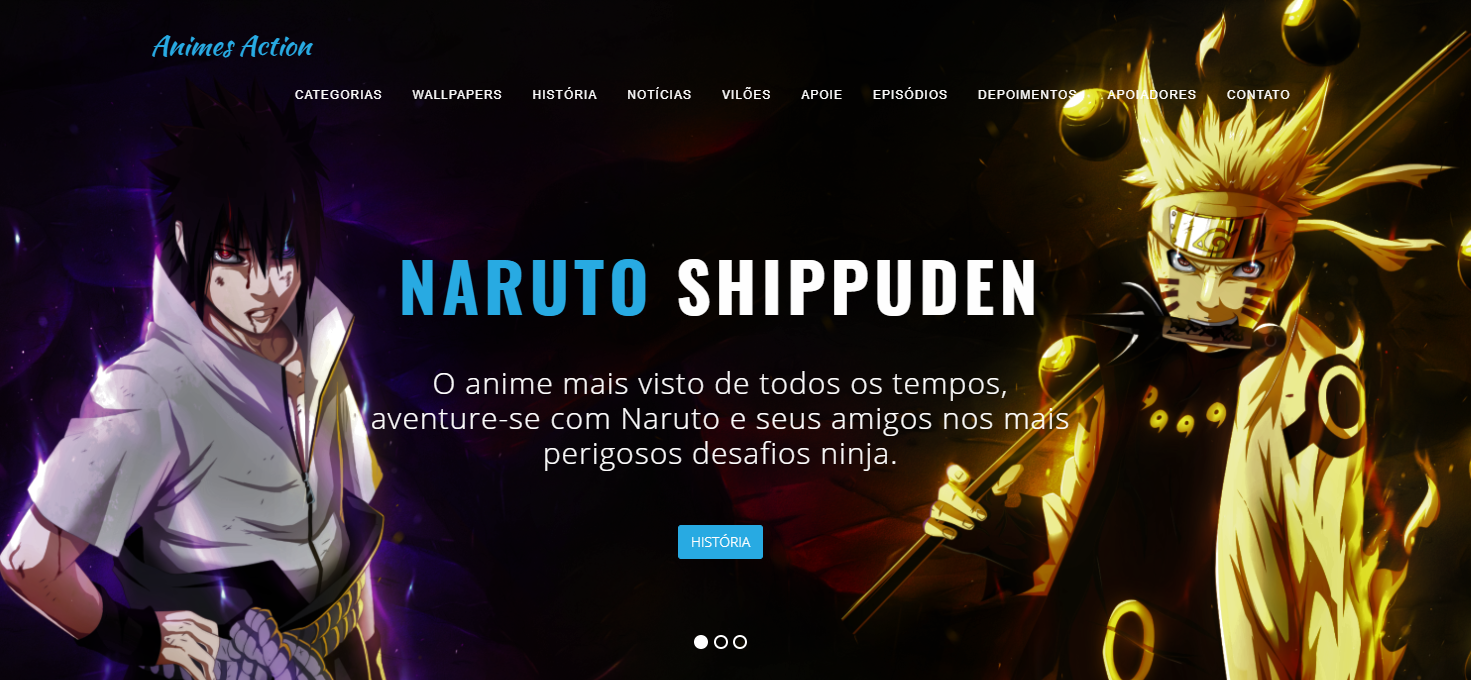 Animes Action
CATEGORIAS WALLPAPERS HISTÓRIA NOTÍCIAS VILÕES APOIE EPISÓDIOS DEPOIMENTOS APOIADORES CONTATO
NARUTO SHIPPUDEN
O anime mais visto de todos os tempos,
aventure-se com Naruto e seus amigos nos mais
perigosos desafios ninja.
HISTÓRIA